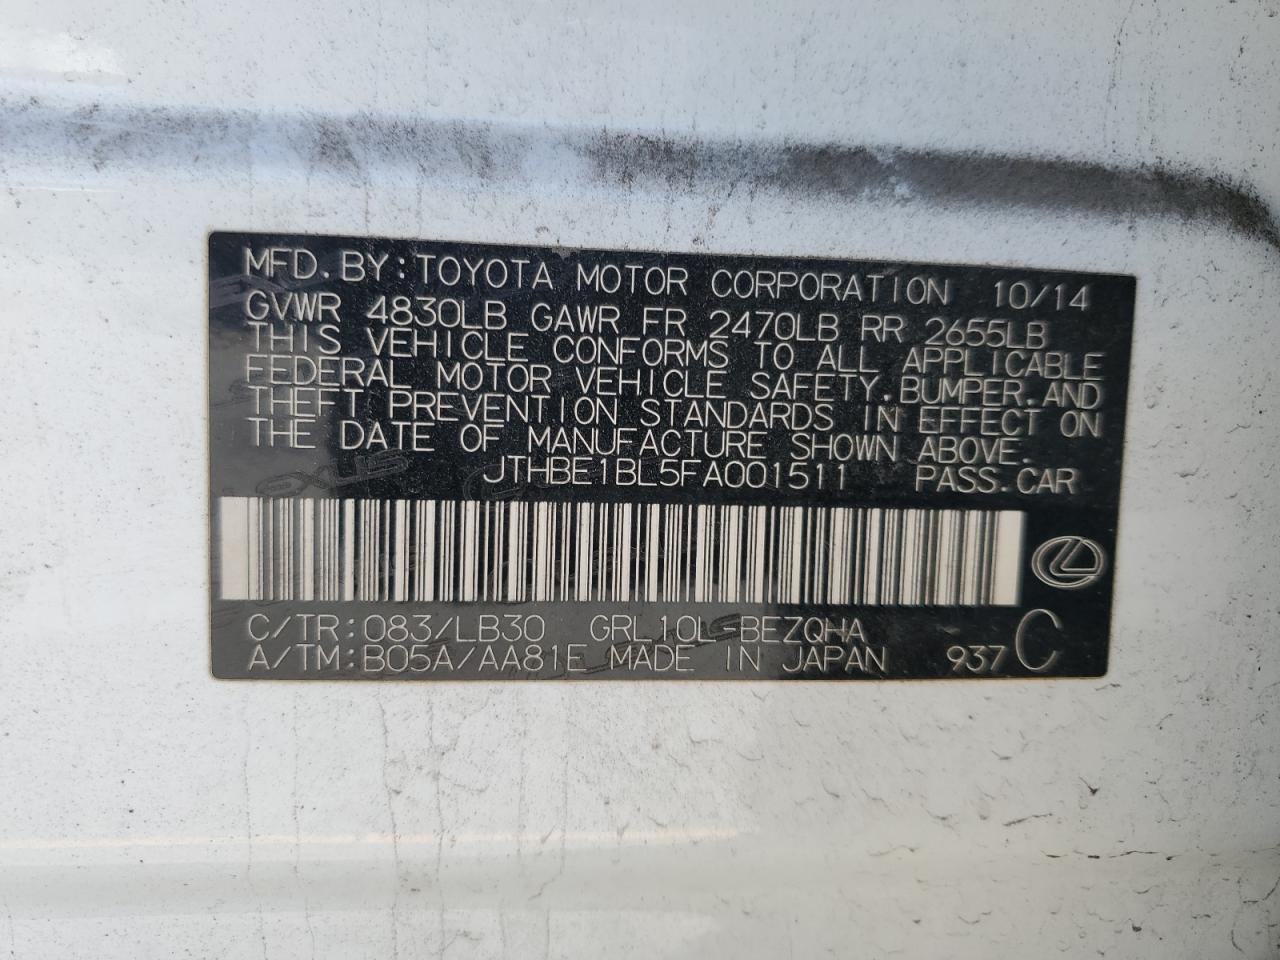 MFD.BY:TOYOTA MOTOR CORPORATION 10/14
GVWR 4830LB GAWR FR 2470LB RR 2655LB
THIS VEHICLE CONFORMS TO ALL APPLICABLE
FEDERAL MOTOR VEHICLE SAFETY.BUMPER.AND
THEFT PREVENTION STANDARDS IN EFFECT ON
THE DATE OF MANUFACTURE SHOWN ABOVE.
JTHBE1BL5FA001511 PASS.CAR
C/TR:083/LB30 GRL10L-BEZQHA
A/TM:B05A/AA81E MADE IN JAPAN 937 C